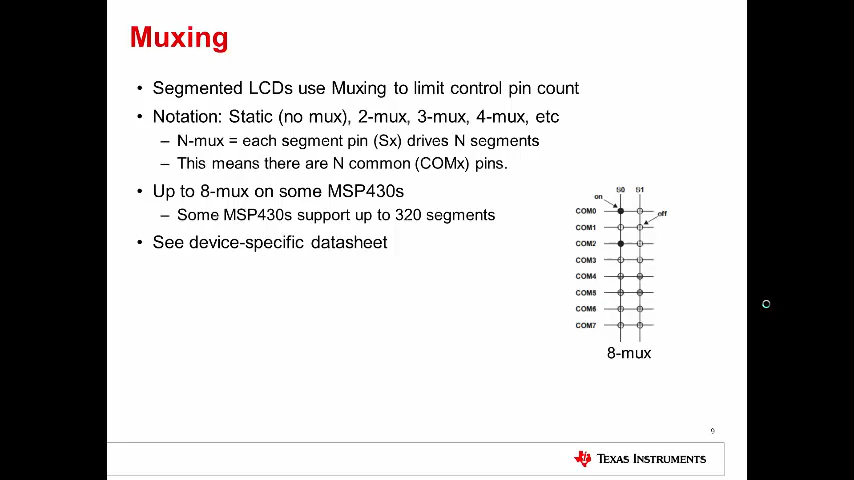 Muxing
• Segmented LCDs use Muxing to limit control pin count
• Notation: Static (no mux), 2-mux, 3-mux, 4-mux, etc
– N-mux = each segment pin (Sx) drives N segments
– This means there are N common (COMx) pins.
• Up to 8-mux on some MSP430s
– Some MSP430s support up to 320 segments
• See device-specific datasheet
S0 S1
on
COM0
off
COM1
COM2
COM3
COM4
COM5
COM6
COM7
8-mux
9
TEXAS INSTRUMENTS